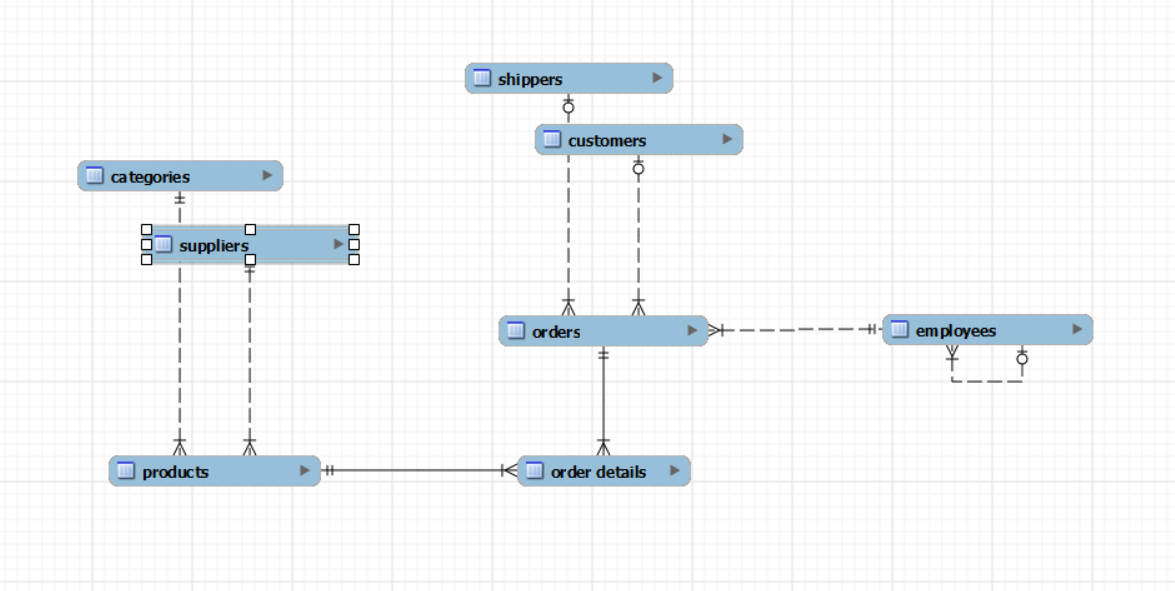 shippers
customers
categories
suppliers
orders
employees
products
order details